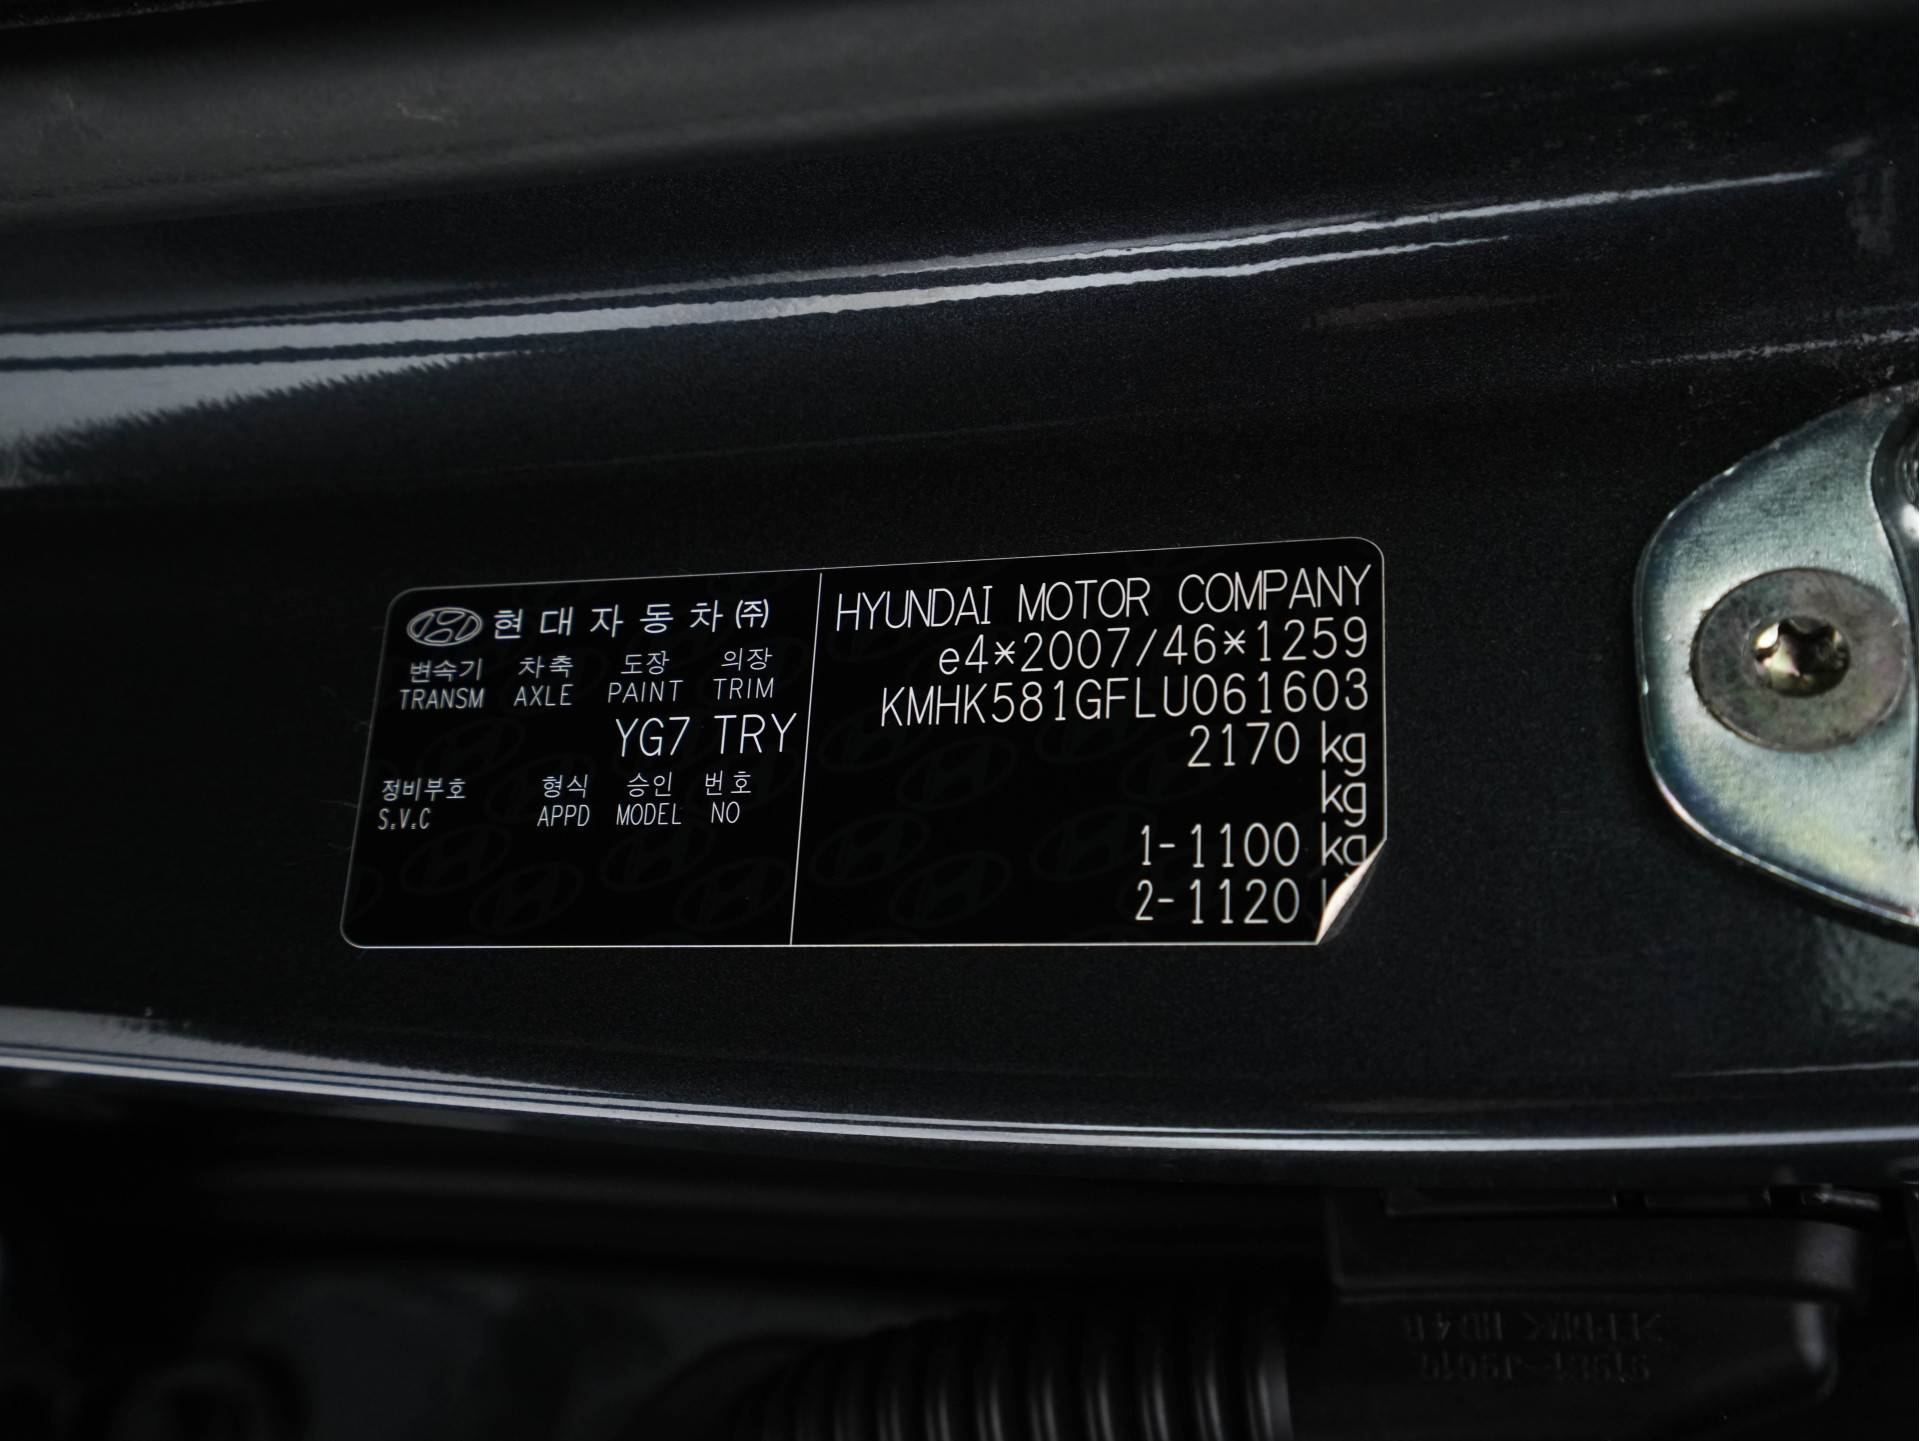 현대자동차㈜
변속기 차축 도장 의장
TRANSM AXLE PAINT TRIM
YG7 TRY
정비부호 형식 승인 번호
S.V.C APPD MODEL NO
HYUNDAI MOTOR COMPANY
e4*2007/46*1259
KMHK581GFLU061603
2170 kg
kg
1-1100 kg
2-1120